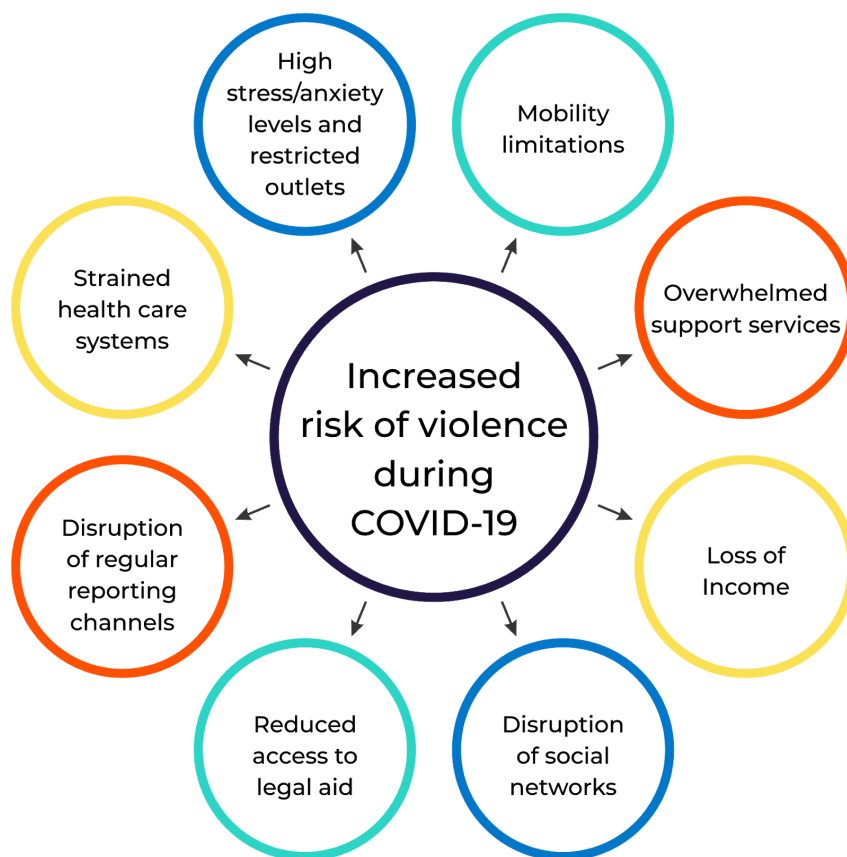 High
stress/anxiety
levels and
restricted
outlets
Mobility
limitations
Overwhelmed
support services
Loss of
Income
Disruption
of social
networks
Reduced
access to
legal aid
Disruption
of regular
reporting
channels
Strained
health care
systems
Increased
risk of violence
during
COVID-19